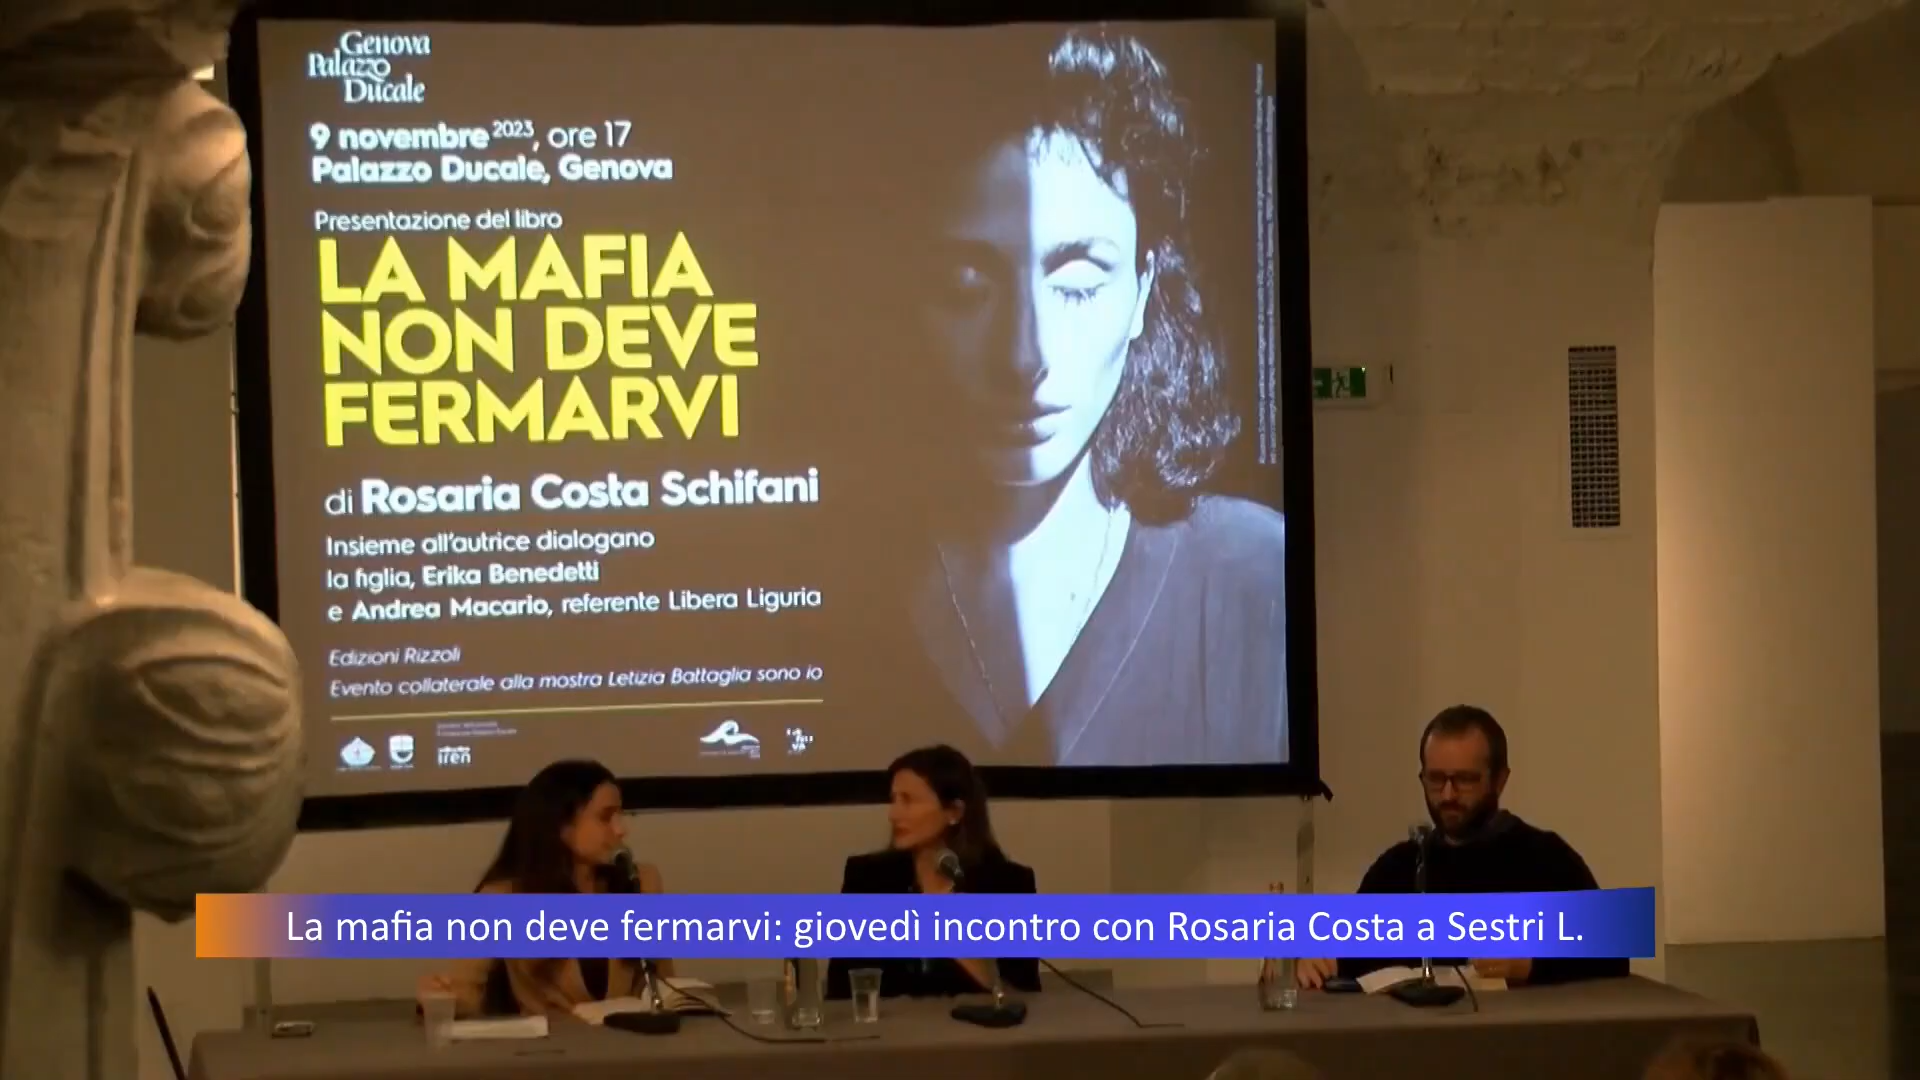 Genova
Palazzo
Ducale
9 novembre 2023, ore 17
Palazzo Ducale, Genova
Presentazione del libro
LA MAFIA
NON DEVE
FERMARVI
di Rosaria Costa Schifani
Insieme all'autrice dialogano
la figlia, Erika Benedetti
e Andrea Macario, referente Libera Liguria
Edizioni Rizzoli
Evento collaterale alla mostra Letizia Battaglia sono io
iren
La mafia non deve fermarvi: giovedì incontro con Rosaria Costa a Sestri L.